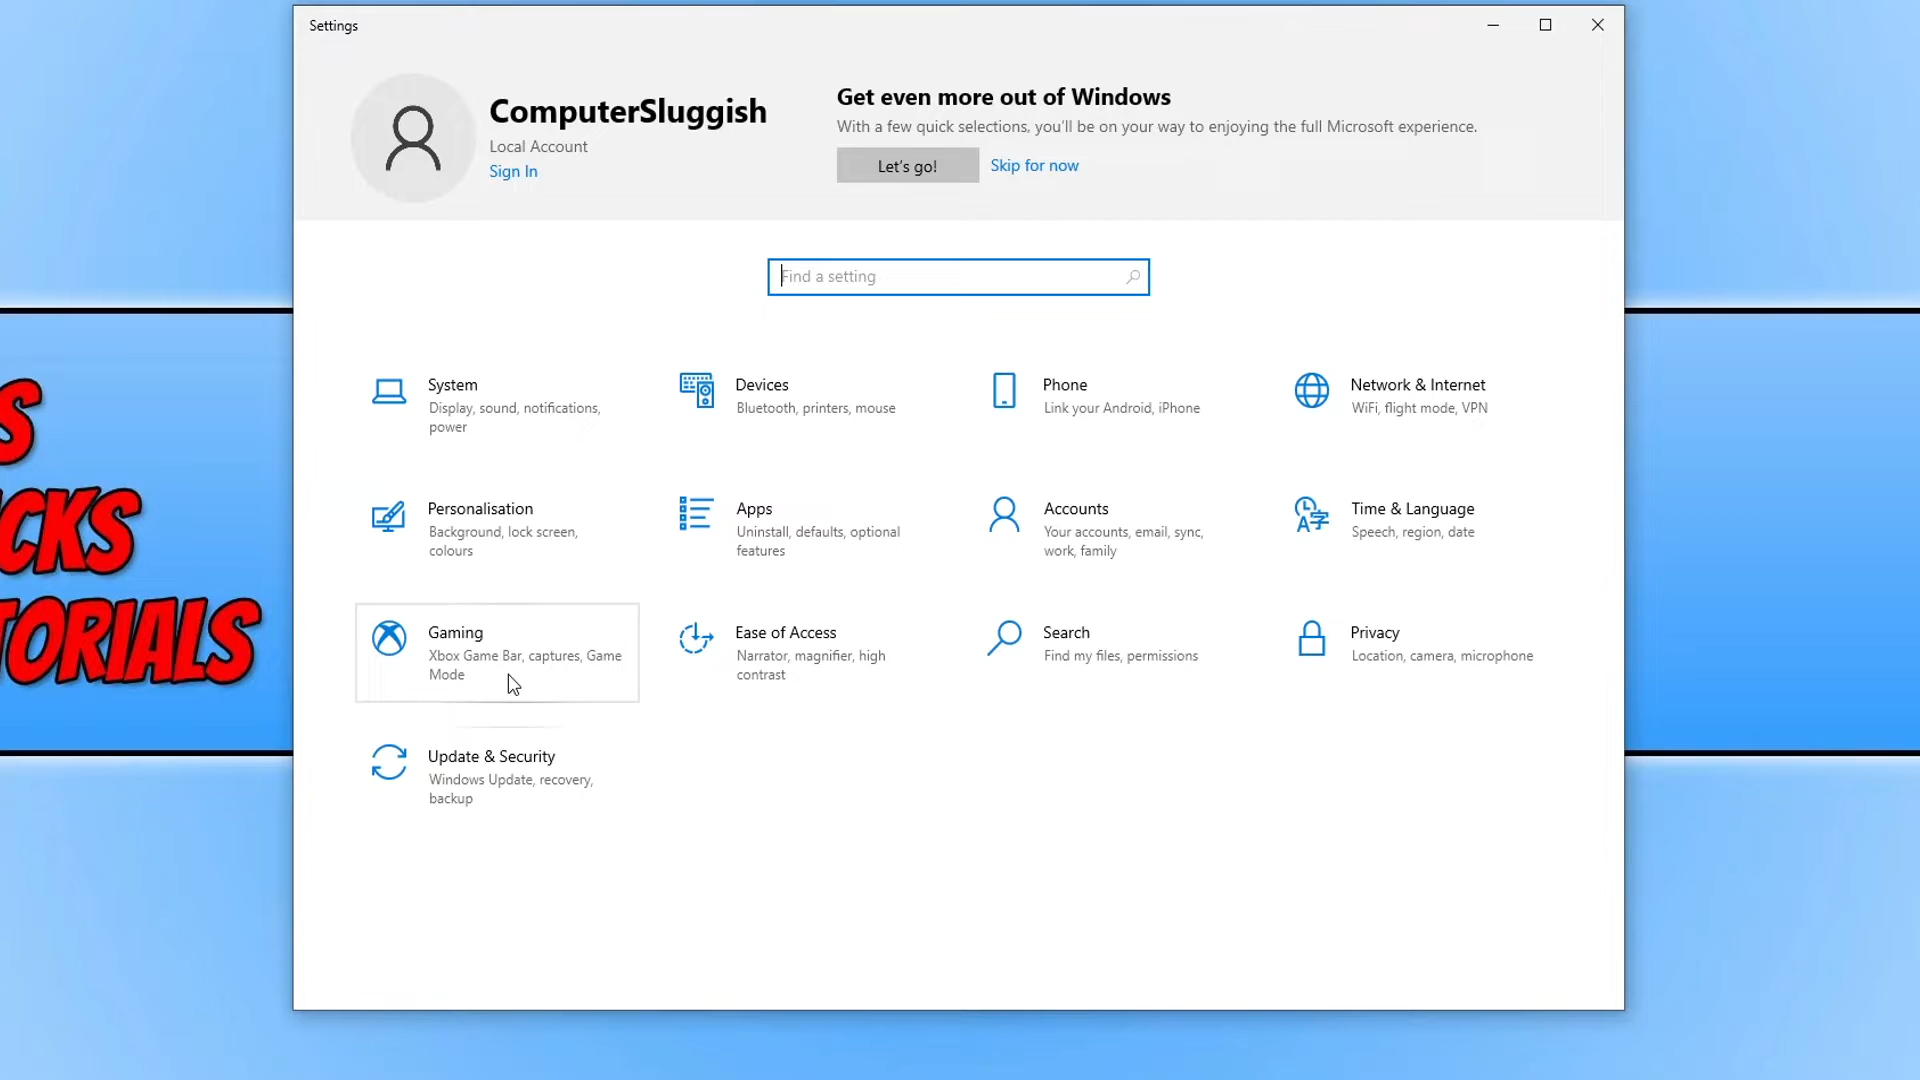 Settings
ComputerSluggish
Local Account
Sign In
Get even more out of Windows
With a few quick selections, you'll be on your way to enjoying the full Microsoft experience.
Let's go!
Skip for now
Find a setting
System
Display, sound, notifications,
power
Devices
Bluetooth, printers, mouse
Phone
Link your Android, iPhone
Network & Internet
WiFi, flight mode, VPN
Personalisation
Background, lock screen,
colours
Apps
Uninstall, defaults, optional
features
Accounts
Your accounts, email, sync,
work, family
Time & Language
Speech, region, date
Gaming
Xbox Game Bar, captures, Game
Mode
Ease of Access
Narrator, magnifier, high
contrast
Search
Find my files, permissions
Privacy
Location, camera, microphone
Update & Security
Windows Update, recovery,
backup